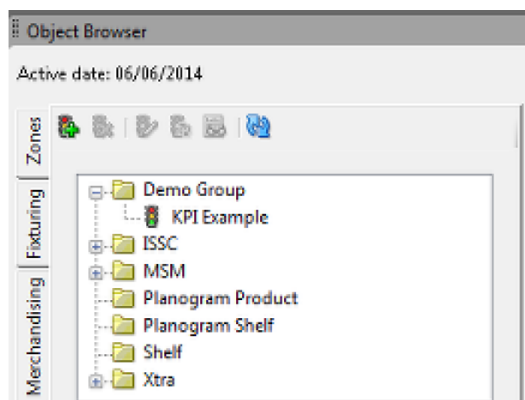 Object Browser
Active date: 06/06/2014
Zones
Fixturing
Merchandising
Demo Group
KPI Example
ISSC
MSM
Planogram Product
Planogram Shelf
Shelf
Xtra